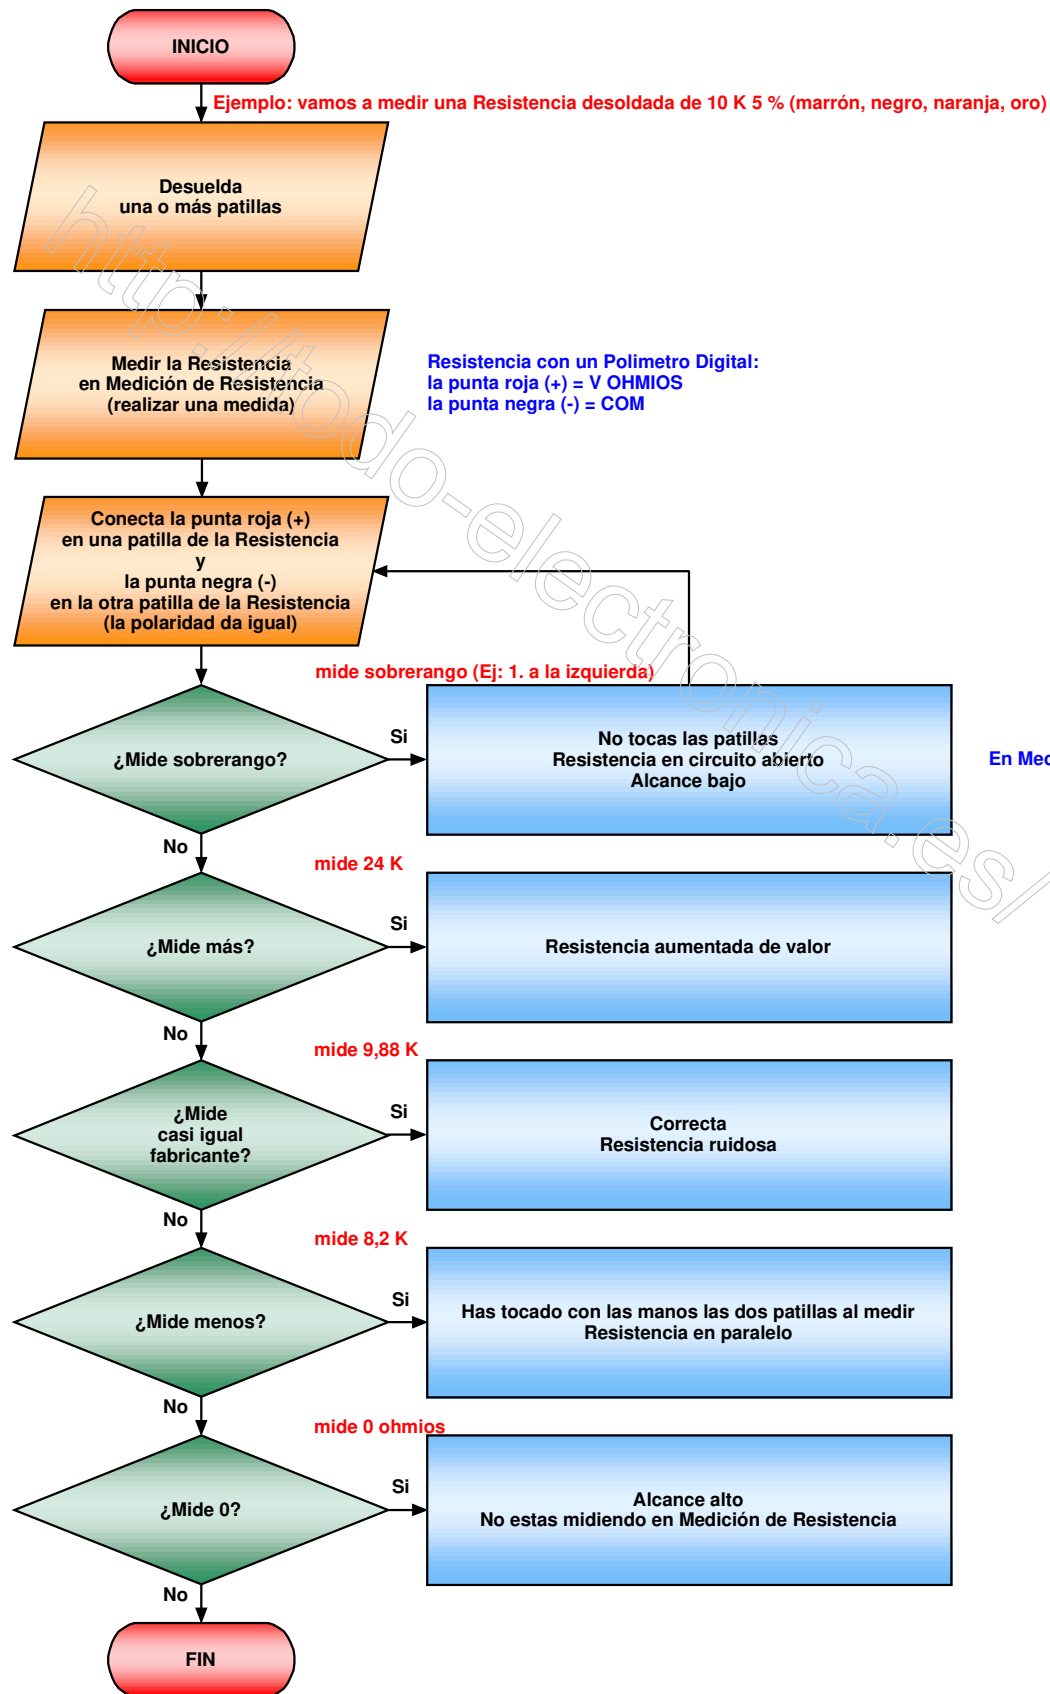 INICIO
Ejemplo: vamos a medir una Resistencia desoldada de 10 K 5 % (marrón, negro, naranja, oro)
Desuelda
una o más patillas
Medir la Resistencia
en Medición de Resistencia
(realizar una medida)
Resistencia con un Polimetro Digital:
la punta roja (+) = V OHMIOS
la punta negra (-) = COM
Conecta la punta roja (+)
en una patilla de la Resistencia
y
la punta negra (-)
en la otra patilla de la Resistencia
(la polaridad da igual)
mide sobrerango (Ej: 1. a la izquierda)
¿Mide sobrerango?
Si
No tocas las patillas
Resistencia en circuito abierto
Alcance bajo
En Med
No
mide 24 K
¿Mide más?
Si
Resistencia aumentada de valor
No
mide 9,88 K
¿Mide
casi igual
fabricante?
Si
Correcta
Resistencia ruidosa
No
mide 8,2 K
¿Mide menos?
Si
Has tocado con las manos las dos patillas al medir
Resistencia en paralelo
No
mide 0 ohmios
¿Mide 0?
Si
Alcance alto
No estas midiendo en Medición de Resistencia
No
FIN
http://todo-electronica.es/